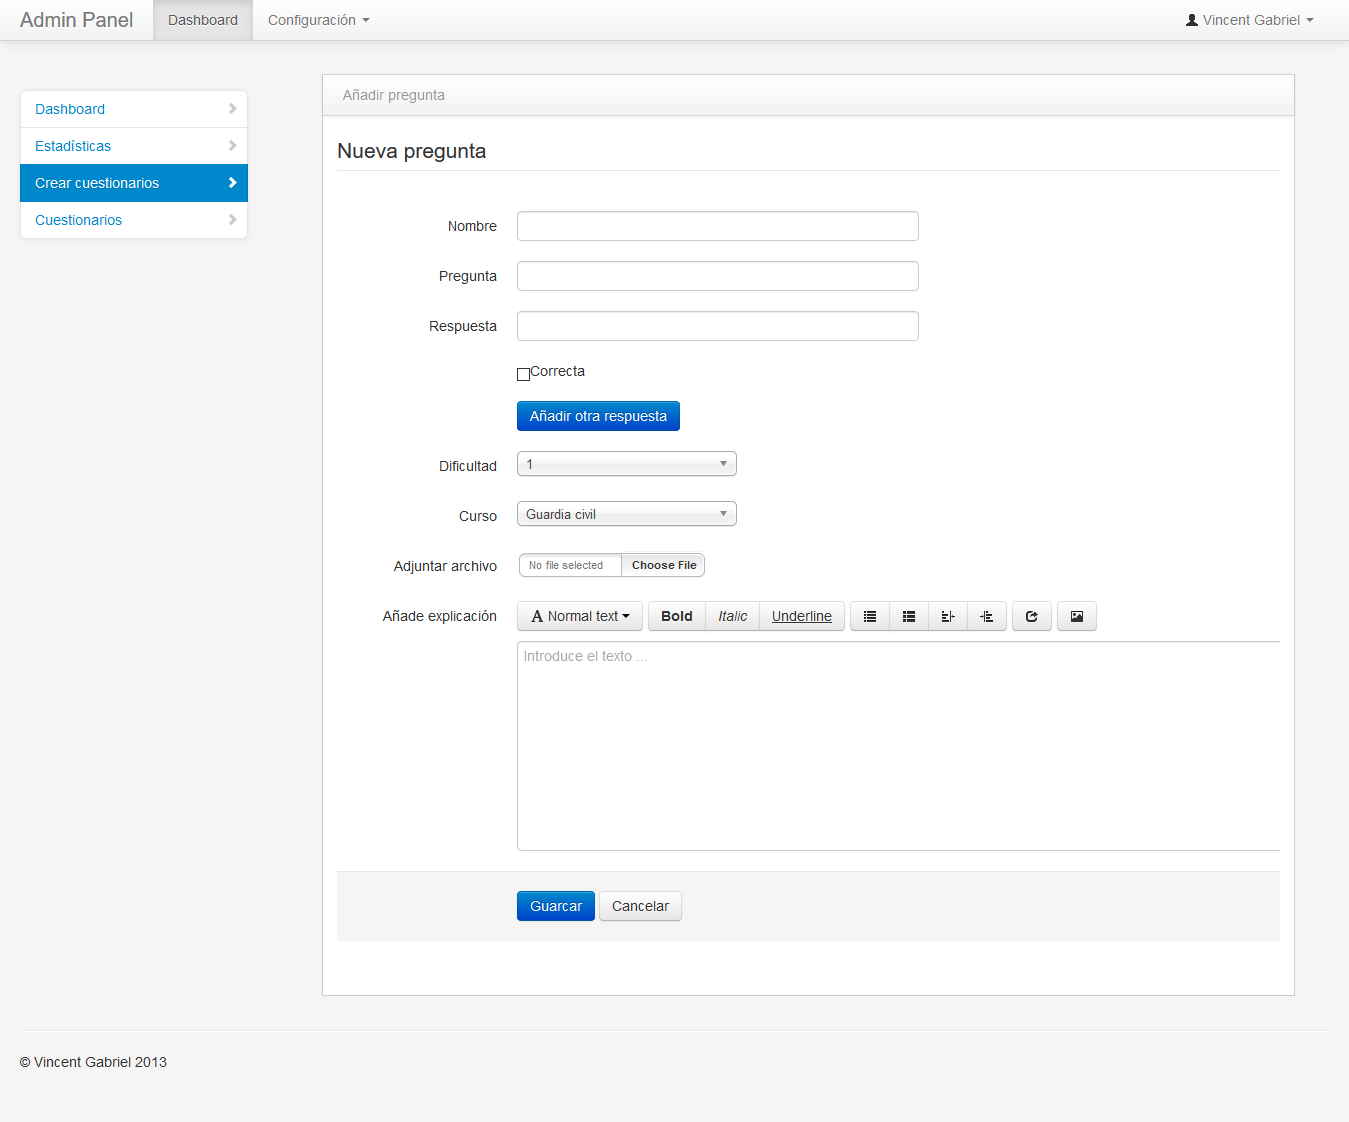 Admin Panel Dashboard Configuración Vincent Gabriel
Dashboard
Estadísticas
Crear cuestionarios
Cuestionarios
Añadir pregunta
Nueva pregunta
Nombre
Pregunta
Respuesta
Correcta
Añadir otra respuesta
Dificultad 1
Curso Guardia civil
Adjuntar archivo No file selected Choose File
Añade explicación A Normal text Bold Italic Underline
Introduce el texto ...
Guarcar Cancelar
© Vincent Gabriel 2013